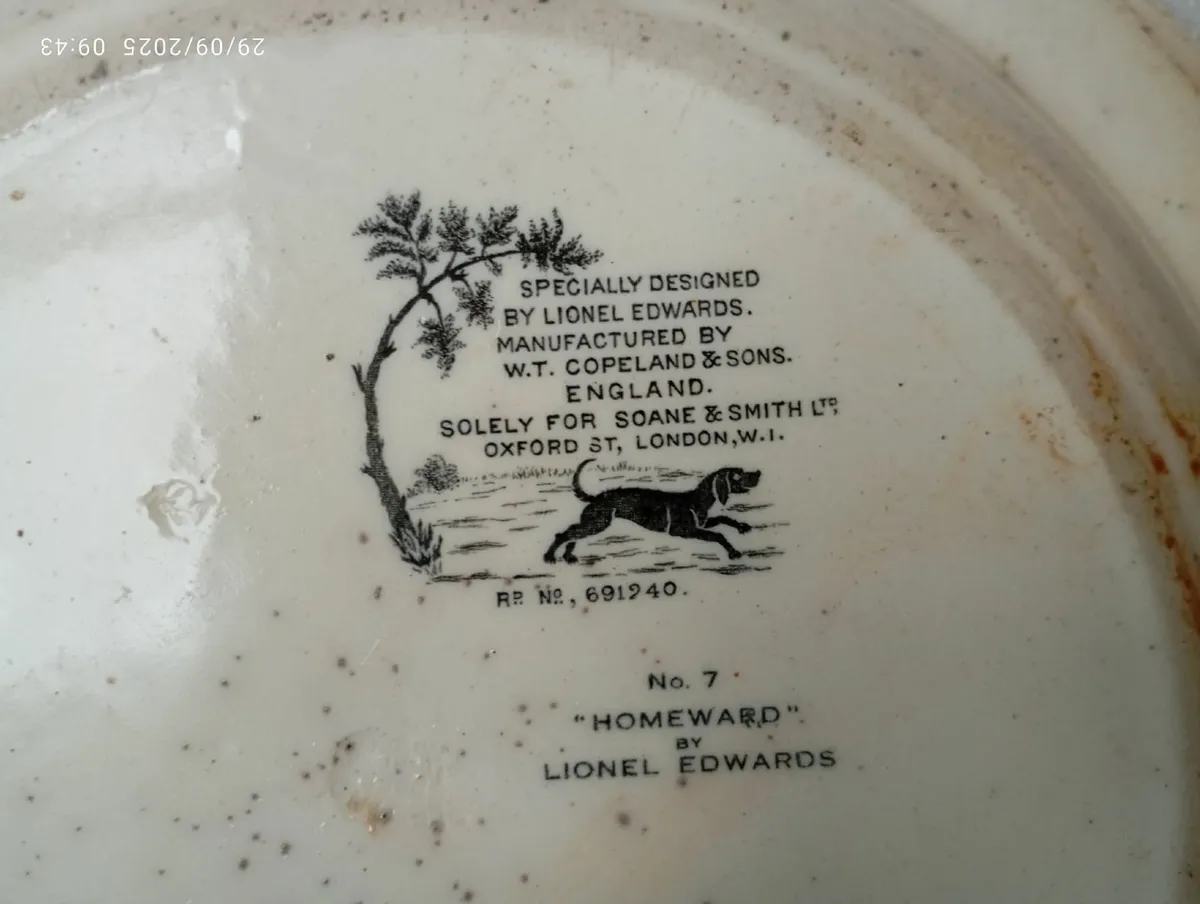 29/09/2025 09:43
SPECIALLY DESIGNED
BY LIONEL EDWARDS.
MANUFACTURED BY
W.T. COPELAND & SONS.
ENGLAND.
SOLELY FOR SOANE & SMITH LTD,
OXFORD ST, LONDON, W.1.
RD. No., 691240.
No. 7
"HOMEWARD".
BY
LIONEL EDWARDS